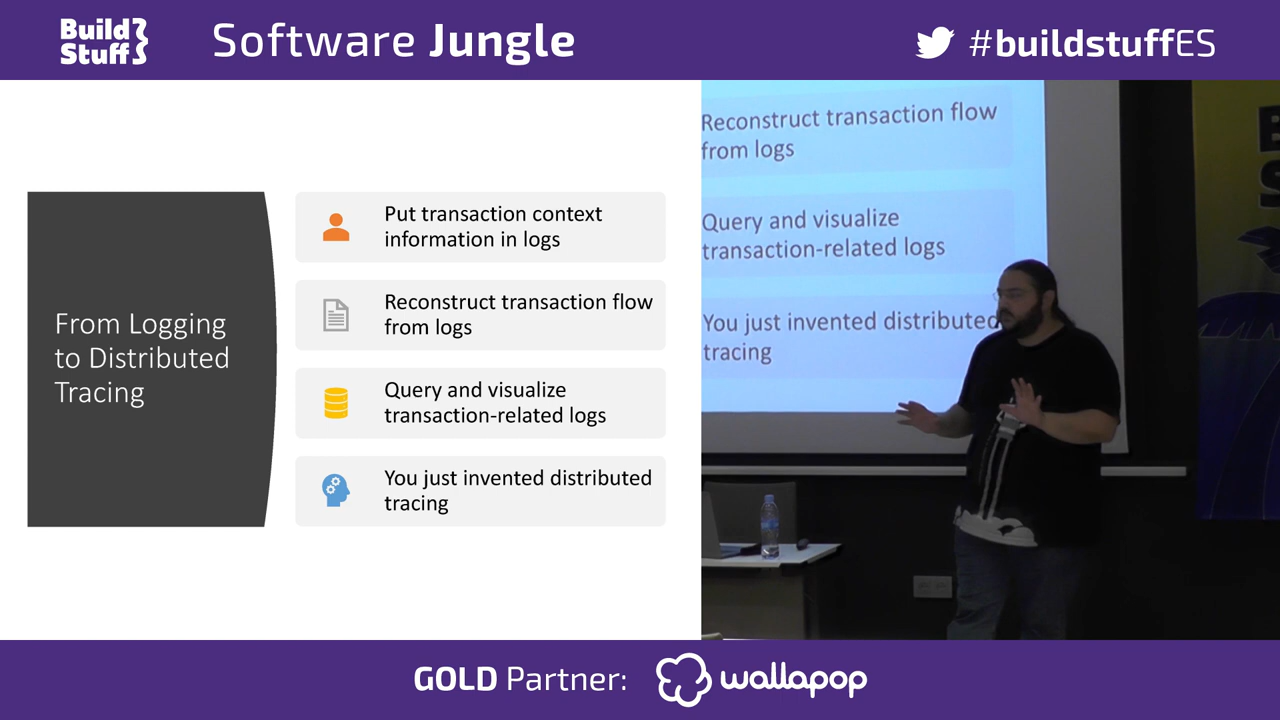 Build
Stuff
Software Jungle
#buildstuffES
From Logging
to Distributed
Tracing
Put transaction context
information in logs
Reconstruct transaction flow
from logs
Query and visualize
transaction-related logs
You just invented distributed
tracing
Reconstruct transaction flow
from logs
Query and visualize
transaction-related logs
You just invented distributed
tracing
GOLD Partner:
wallapop